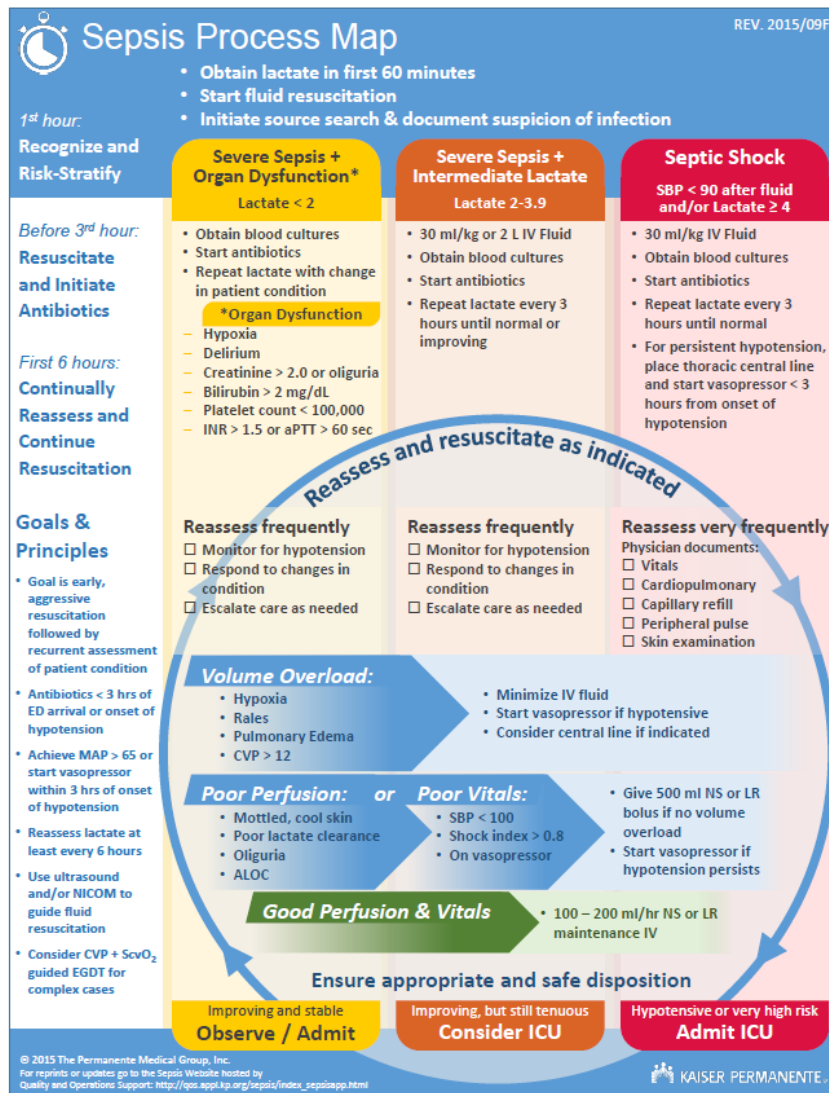 Sepsis Process Map
REV. 2015/09F
• Obtain lactate in first 60 minutes
• Start fluid resuscitation
• Initiate source search & document suspicion of infection
1st hour:
Recognize and
Risk-Stratify
Severe Sepsis +
Organ Dysfunction*
Lactate < 2
Severe Sepsis +
Intermediate Lactate
Lactate 2-3.9
Septic Shock
SBP < 90 after fluid
and/or Lactate ≥ 4
Before 3rd hour:
Resuscitate
and Initiate
Antibiotics
First 6 hours:
Continually
Reassess and
Continue
Resuscitation
• Obtain blood cultures
• Start antibiotics
• Repeat lactate with change
in patient condition
*Organ Dysfunction
– Hypoxia
– Delirium
– Creatinine > 2.0 or oliguria
– Bilirubin > 2 mg/dL
– Platelet count < 100,000
– INR > 1.5 or aPTT > 60 sec
• 30 ml/kg or 2 L IV Fluid
• Obtain blood cultures
• Start antibiotics
• Repeat lactate every 3
hours until normal or
improving
• 30 ml/kg IV Fluid
• Obtain blood cultures
• Start antibiotics
• Repeat lactate every 3
hours until normal
• For persistent hypotension,
place thoracic central line
and start vasopressor < 3
hours from onset of
hypotension
Reassess and resuscitate as indicated
Goals &
Principles
• Goal is early,
aggressive
resuscitation
followed by
recurrent assessment
of patient condition
• Antibiotics < 3 hrs of
ED arrival or onset of
hypotension
• Achieve MAP > 65 or
start vasopressor
within 3 hrs of onset
of hypotension
• Reassess lactate at
least every 6 hours
• Use ultrasound
and/or NICOM to
guide fluid
resuscitation
• Consider CVP + ScvO₂
guided EGDT for
complex cases
Reassess frequently
☐ Monitor for hypotension
☐ Respond to changes in
condition
☐ Escalate care as needed
Reassess frequently
☐ Monitor for hypotension
☐ Respond to changes in
condition
☐ Escalate care as needed
Reassess very frequently
Physician documents:
☐ Vitals
☐ Cardiopulmonary
☐ Capillary refill
☐ Peripheral pulse
☐ Skin examination
Volume Overload:
• Hypoxia
• Rales
• Pulmonary Edema
• CVP > 12
• Minimize IV fluid
• Start vasopressor if hypotensive
• Consider central line if indicated
Poor Perfusion: or Poor Vitals:
• Mottled, cool skin
• Poor lactate clearance
• Oliguria
• ALOC
• SBP < 100
• Shock index > 0.8
• On vasopressor
• Give 500 ml NS or LR
bolus if no volume
overload
• Start vasopressor if
hypotension persists
Good Perfusion & Vitals
• 100 – 200 ml/hr NS or LR
maintenance IV
Ensure appropriate and safe disposition
Improving and stable
Observe / Admit
Improving, but still tenuous
Consider ICU
Hypotensive or very high risk
Admit ICU
© 2015 The Permanente Medical Group, Inc.
For reprints or updates go to the Sepsis Website hosted by
Quality and Operations Support: http://qos.appl.kp.org/sepsis/index_sepsisapp.html
KAISER PERMANENTE